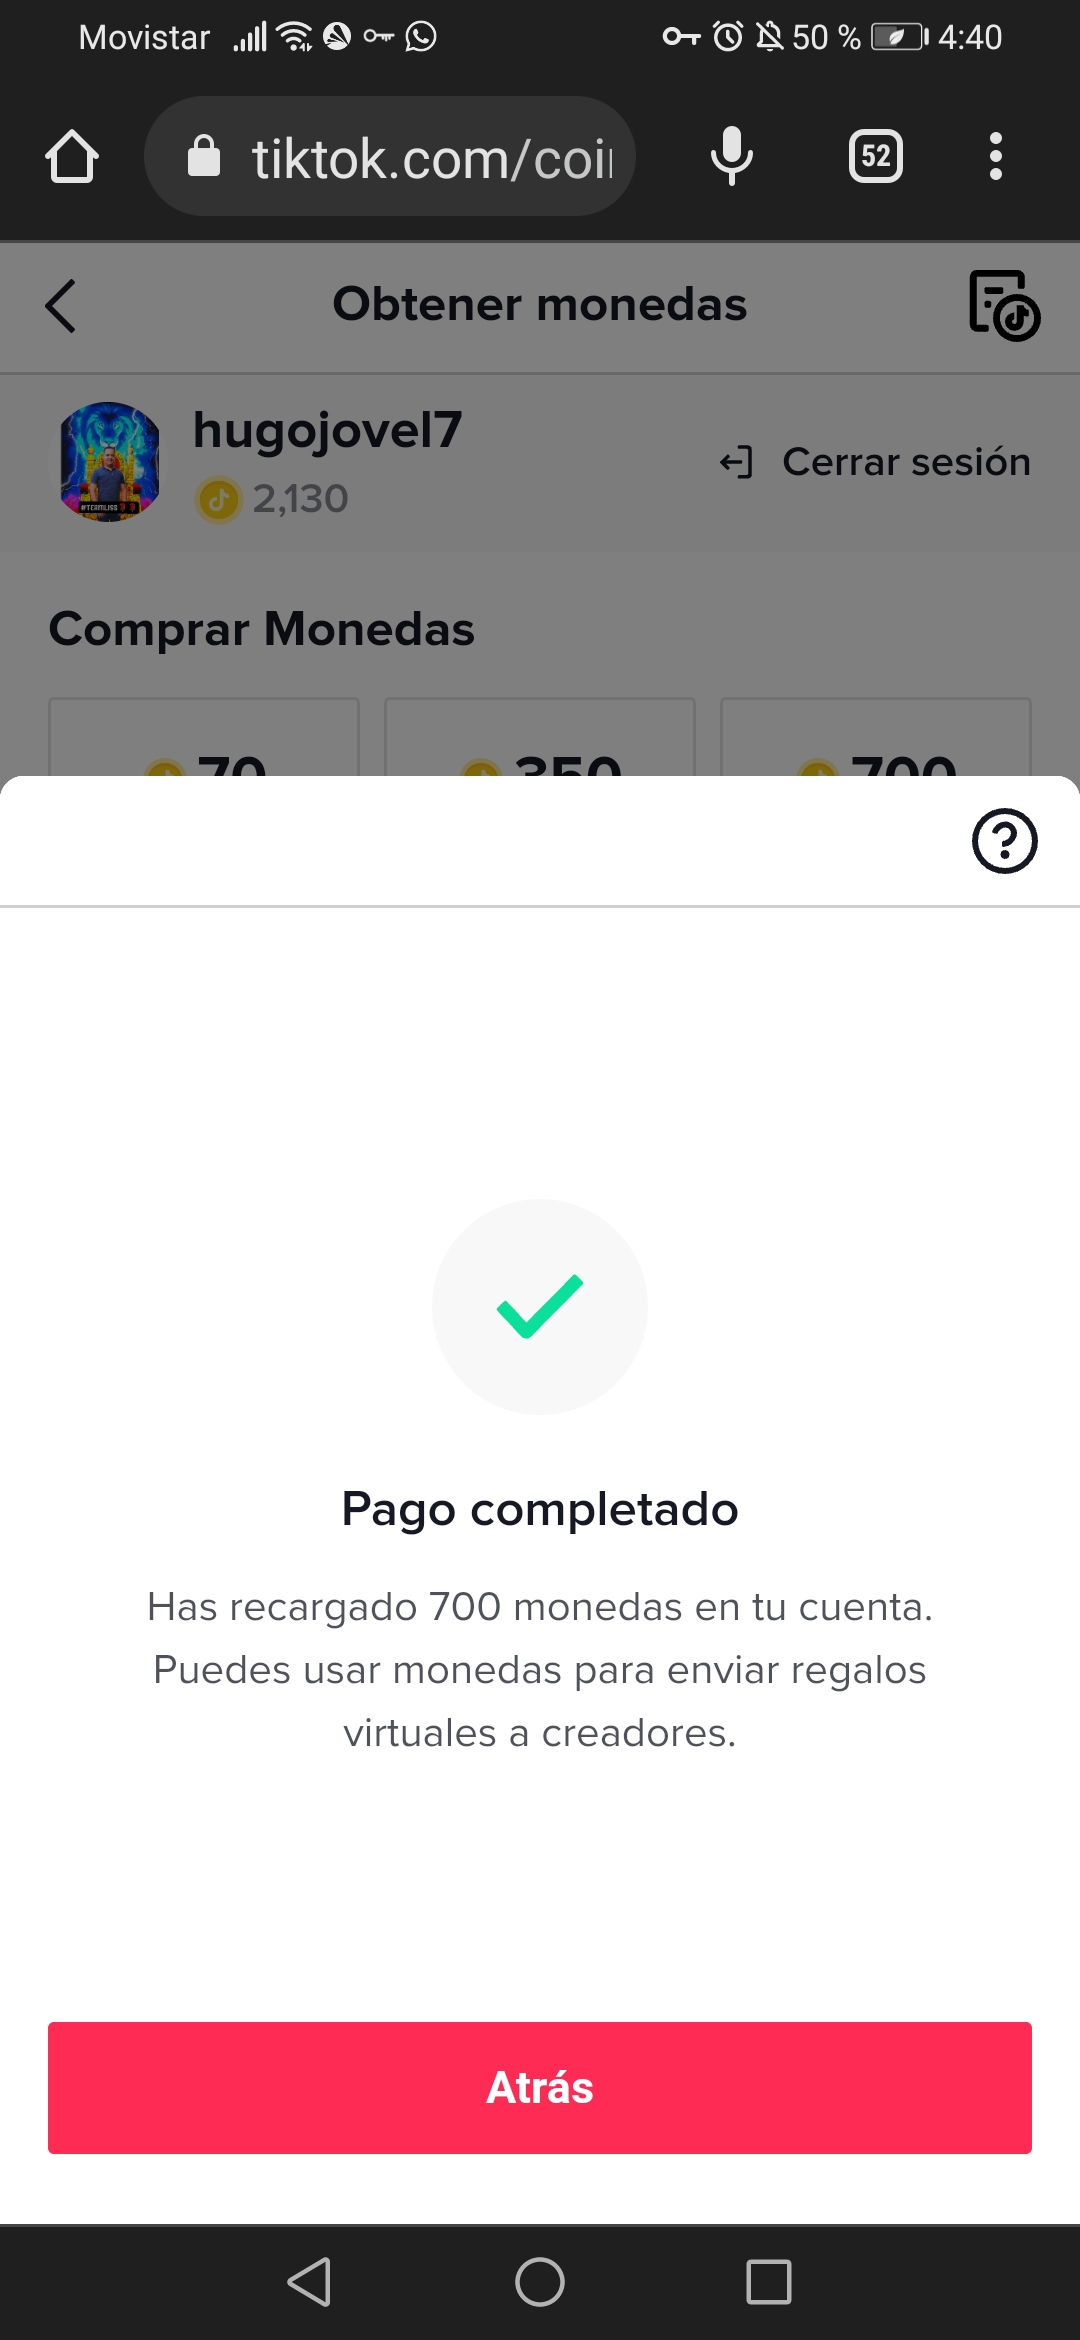 Movistar 50 % 4:40
tiktok.com/coi
52
Obtener monedas
hugojovel7
2,130
Cerrar sesión
#TEAMLISS
Comprar Monedas
70 350 700
Pago completado
Has recargado 700 monedas en tu cuenta.
Puedes usar monedas para enviar regalos
virtuales a creadores.
Atrás